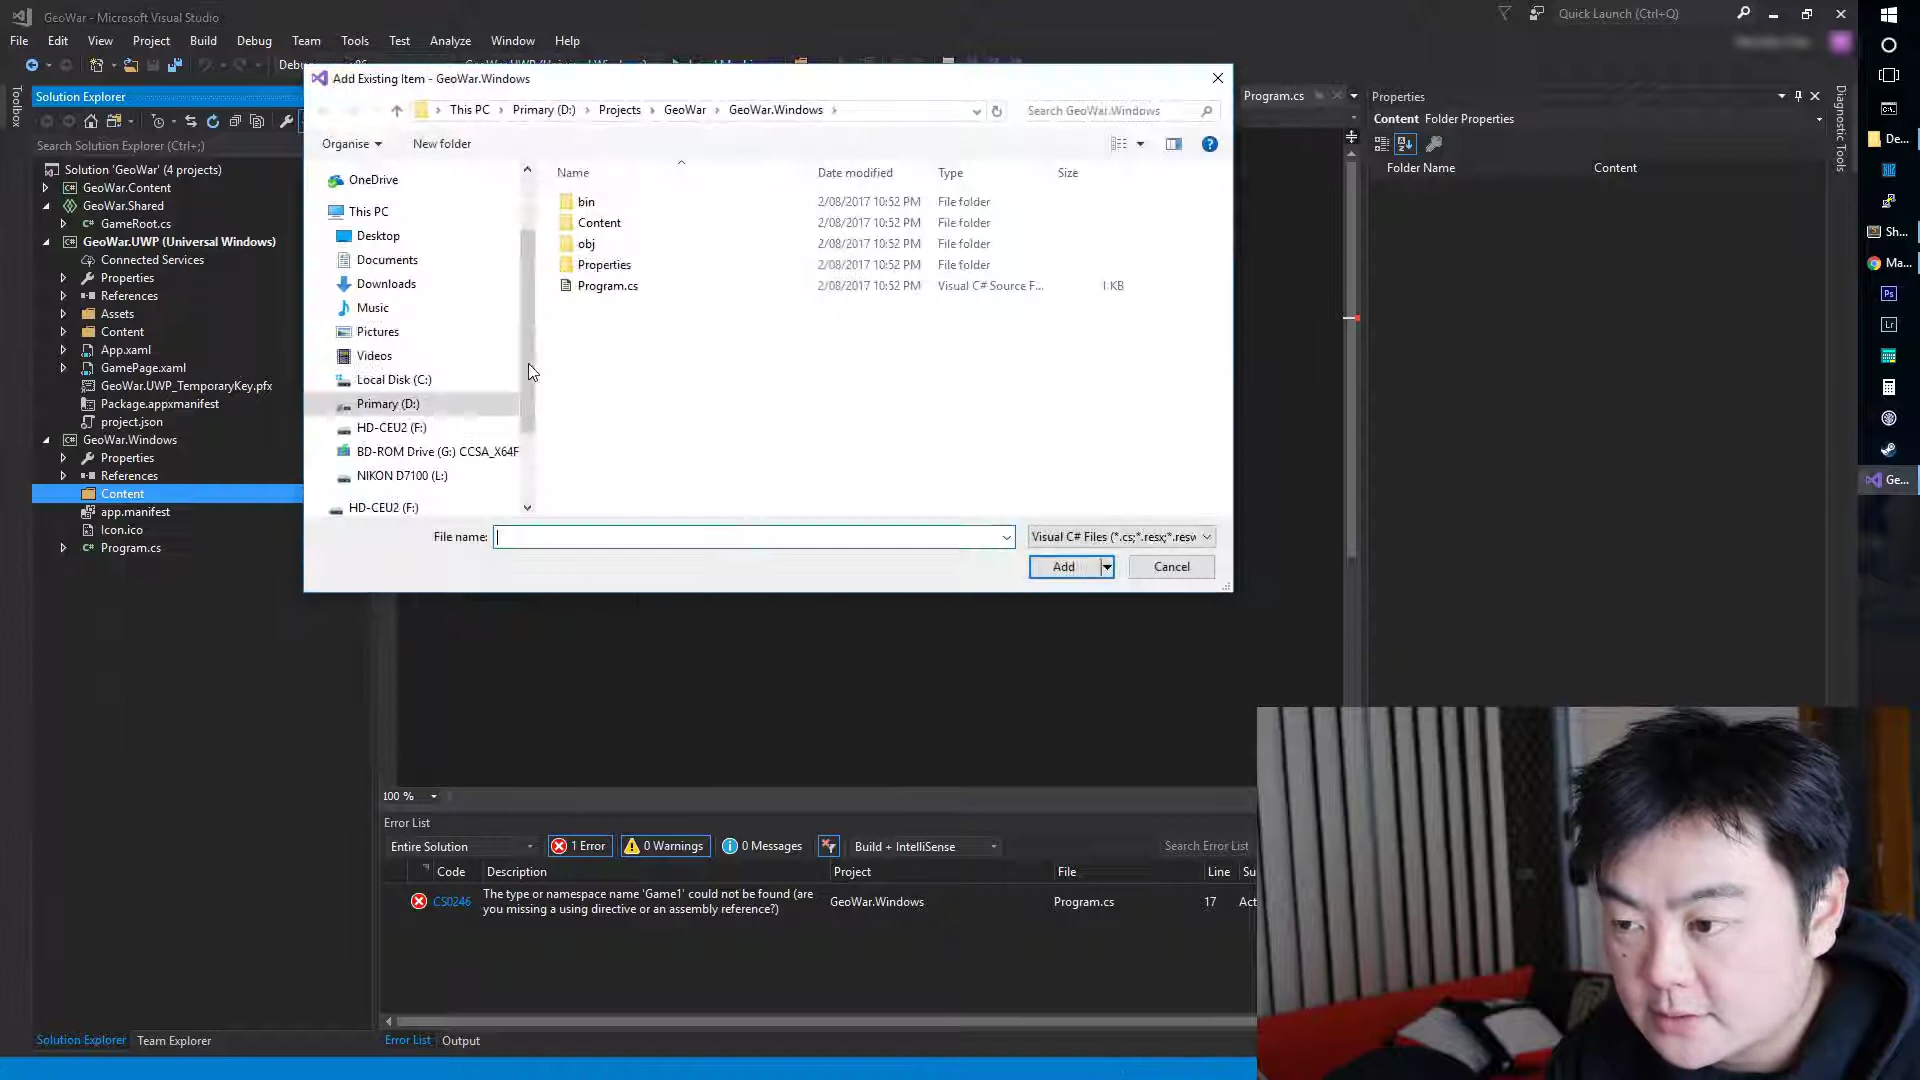 GeoWar - Microsoft Visual Studio
Quick Launch (Ctrl+Q)
File Edit View Project Build Debug Team Tools Test Analyze Window Help
Toolbox
Solution Explorer
Search Solution Explorer (Ctrl+;)
Solution 'GeoWar' (4 projects)
GeoWar.Content
GeoWar.Shared
GameRoot.cs
GeoWar.UWP (Universal Windows)
Connected Services
Properties
References
Assets
Content
App.xaml
GamePage.xaml
GeoWar.UWP_TemporaryKey.pfx
Package.appxmanifest
project.json
GeoWar.Windows
Properties
References
Content
app.manifest
Icon.ico
Program.cs
Solution Explorer Team Explorer
Add Existing Item - GeoWar.Windows
This PC Primary (D:) Projects GeoWar GeoWar.Windows
Search GeoWar.Windows
Organise New folder
OneDrive
This PC
Desktop
Documents
Downloads
Music
Pictures
Videos
Local Disk (C:)
Primary (D:)
HD-CEU2 (F:)
BD-ROM Drive (G:) CCSA_X64F
NIKON D7100 (L:)
HD-CEU2 (F:)
Name Date modified Type Size
bin 2/08/2017 10:52 PM File folder
Content 2/08/2017 10:52 PM File folder
obj 2/08/2017 10:52 PM File folder
Properties 2/08/2017 10:52 PM File folder
Program.cs 2/08/2017 10:52 PM Visual C# Source F... 1 KB
File name: Visual C# Files (*.cs;*.resx;*.resw
Add Cancel
Program.cs
Properties
Content Folder Properties
Folder Name Content
Diagnostic Tools
De...
Sh...
Ma...
Ps
Lr
Ge...
100 %
Error List
Entire Solution 1 Error 0 Warnings 0 Messages Build + IntelliSense Search Error List
Code Description Project File Line Su
CS0246 The type or namespace name 'Game1' could not be found (are you missing a using directive or an assembly reference?) GeoWar.Windows Program.cs 17 Act
Error List Output